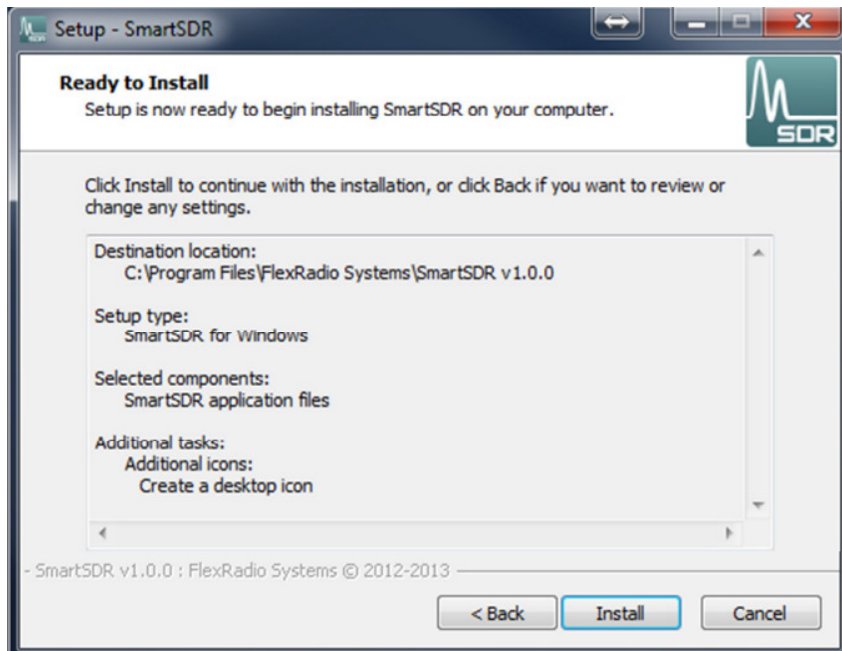 Setup - SmartSDR
Ready to Install
Setup is now ready to begin installing SmartSDR on your computer.
SDR
Click Install to continue with the installation, or click Back if you want to review or
change any settings.
Destination location:
C:\Program Files\FlexRadio Systems\SmartSDR v1.0.0
Setup type:
SmartSDR for Windows
Selected components:
SmartSDR application files
Additional tasks:
Additional icons:
Create a desktop icon
- SmartSDR v1.0.0 : FlexRadio Systems © 2012-2013
< Back
Install
Cancel